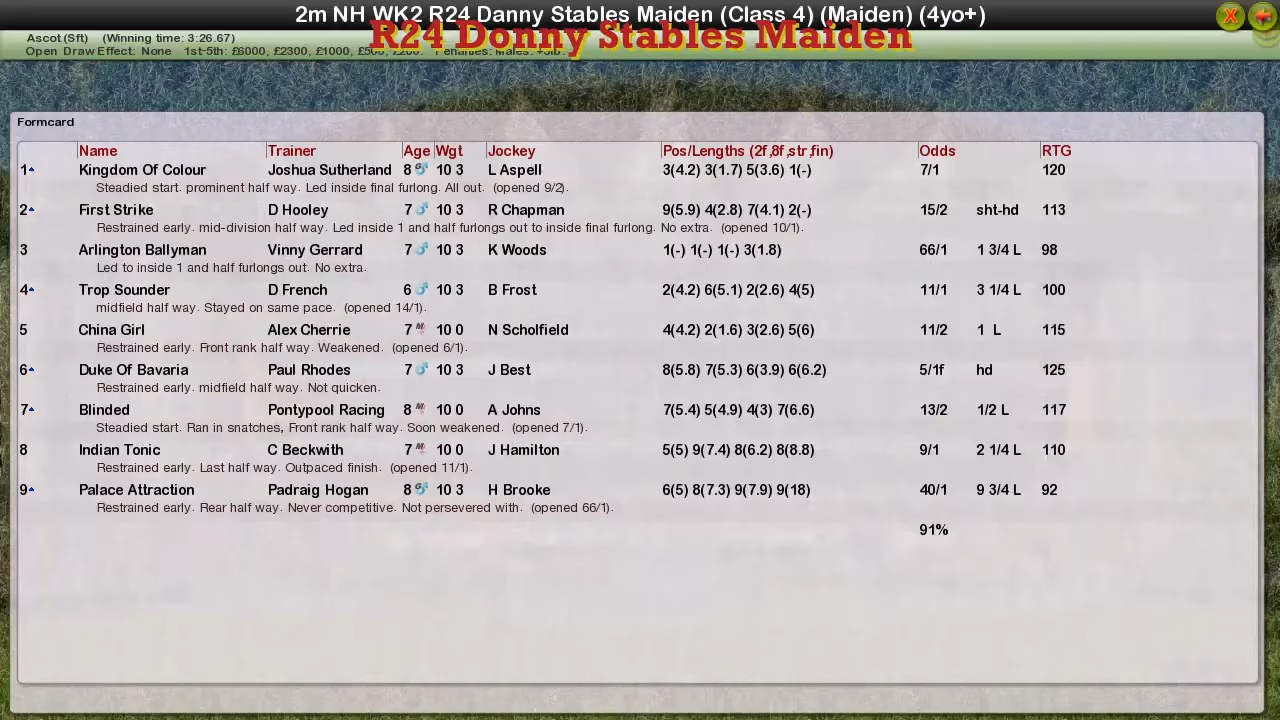 2m NH WK2 R24 Danny Stables Maiden (Class 4) (Maiden) (4yo+)
R24 Donny Stables Maiden
Ascot(Sft) (Winning time: 3:26.67)
Open Draw Effect: None 1st-5th: £6000, £2300, £1000, £500, £200. Penalties: Males: +3lb.
Formcard
Name Trainer Age Wgt Jockey Pos/Lengths (2f,8f,str,fin) Odds RTG
1 Kingdom Of Colour Joshua Sutherland 8 10 3 L Aspell 3(4.2) 3(1.7) 5(3.6) 1(-) 7/1 120
Steadied start. prominent half way. Led inside final furlong. All out. (opened 9/2).
2 First Strike D Hooley 7 10 3 R Chapman 9(5.9) 4(2.8) 7(4.1) 2(-) 15/2 sht-hd 113
Restrained early. mid-division half way. Led inside 1 and half furlongs out to inside final furlong. No extra. (opened 10/1).
3 Arlington Ballyman Vinny Gerrard 7 10 3 K Woods 1(-) 1(-) 1(-) 3(1.8) 66/1 1 3/4 L 98
Led to inside 1 and half furlongs out. No extra.
4 Trop Sounder D French 6 10 3 B Frost 2(4.2) 6(5.1) 2(2.6) 4(5) 11/1 3 1/4 L 100
midfield half way. Stayed on same pace. (opened 14/1).
5 China Girl Alex Cherrie 7 10 0 N Scholfield 4(4.2) 2(1.6) 3(2.6) 5(6) 11/2 1 L 115
Restrained early. Front rank half way. Weakened. (opened 6/1).
6 Duke Of Bavaria Paul Rhodes 7 10 3 J Best 8(5.8) 7(5.3) 6(3.9) 6(6.2) 5/1f hd 125
Restrained early. midfield half way. Not quicken.
7 Blinded Pontypool Racing 8 10 0 A Johns 7(5.4) 5(4.9) 4(3) 7(6.6) 13/2 1/2 L 117
Steadied start. Ran in snatches, Front rank half way. Soon weakened. (opened 7/1).
8 Indian Tonic C Beckwith 7 10 0 J Hamilton 5(5) 9(7.4) 8(6.2) 8(8.8) 9/1 2 1/4 L 110
Restrained early. Last half way. Outpaced finish. (opened 11/1).
9 Palace Attraction Padraig Hogan 8 10 3 H Brooke 6(5) 8(7.3) 9(7.9) 9(18) 40/1 9 3/4 L 92
Restrained early. Rear half way. Never competitive. Not persevered with. (opened 66/1).
91%